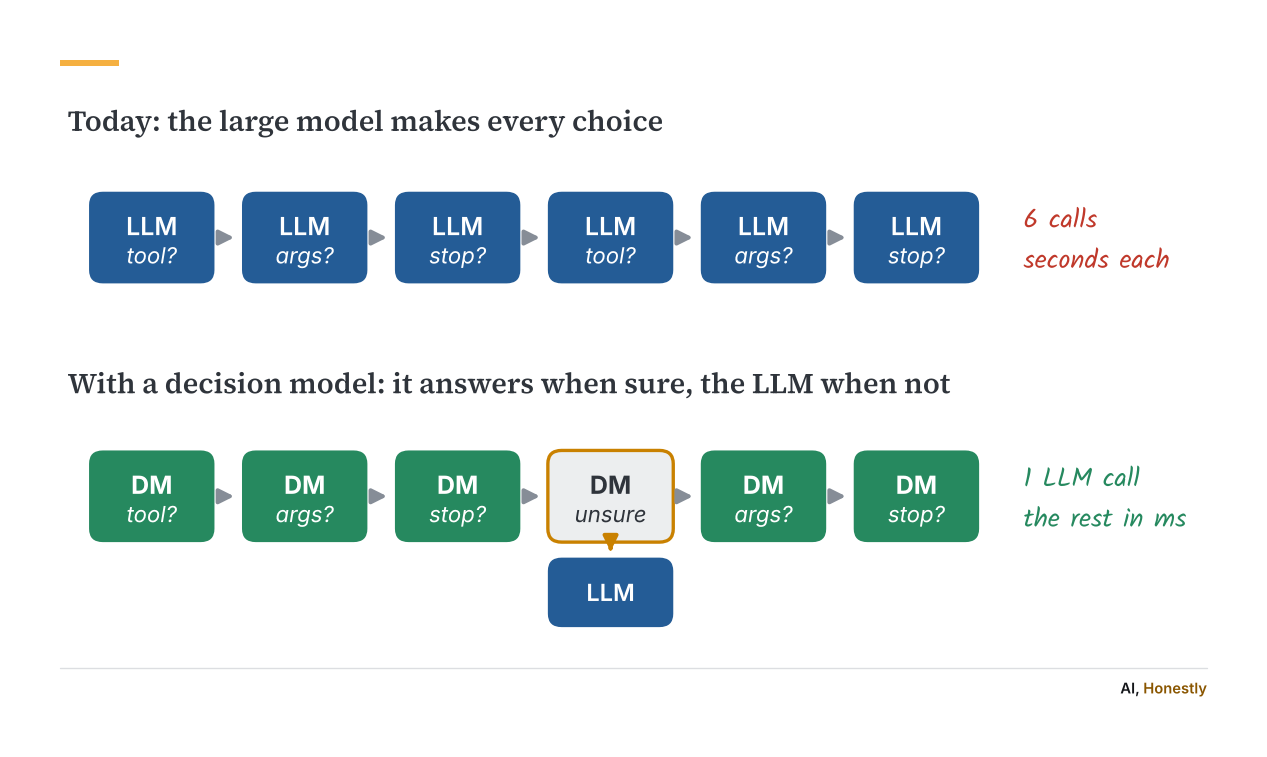 Today: the large model makes every choice
LLM
tool?
LLM
args?
LLM
stop?
LLM
tool?
LLM
args?
LLM
stop?
6 calls
seconds each
With a decision model: it answers when sure, the LLM when not
DM
tool?
DM
args?
DM
stop?
DM
unsure
DM
args?
DM
stop?
1 LLM call
the rest in ms
LLM
AI, Honestly